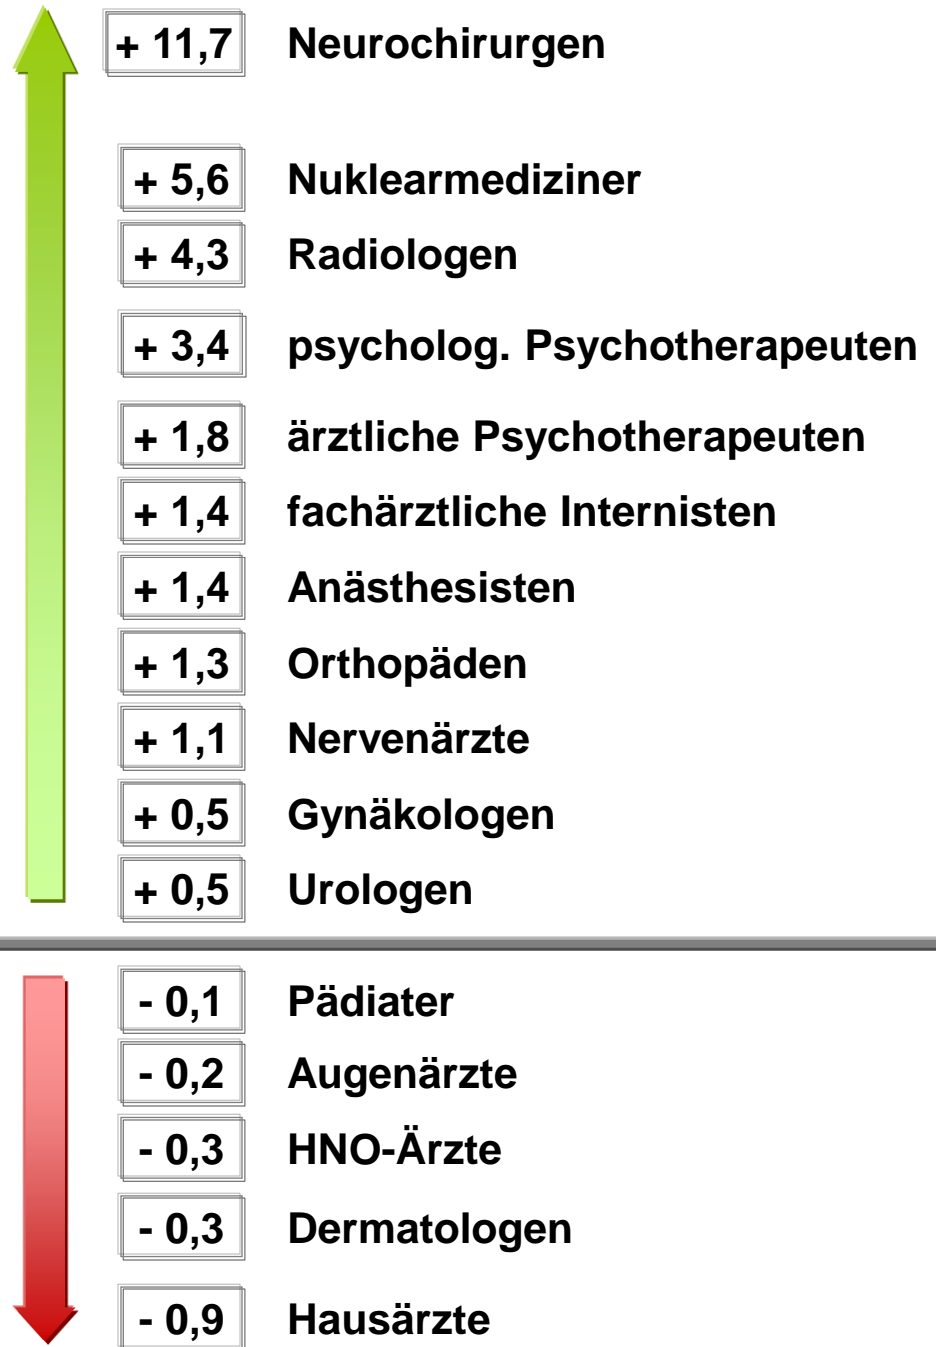 + 11,7 Neurochirurgen
+ 5,6 Nuklearmediziner
+ 4,3 Radiologen
+ 3,4 psycholog. Psychotherapeuten
+ 1,8 ärztliche Psychotherapeuten
+ 1,4 fachärztliche Internisten
+ 1,4 Anästhesisten
+ 1,3 Orthopäden
+ 1,1 Nervenärzte
+ 0,5 Gynäkologen
+ 0,5 Urologen
- 0,1 Pädiater
- 0,2 Augenärzte
- 0,3 HNO-Ärzte
- 0,3 Dermatologen
- 0,9 Hausärzte